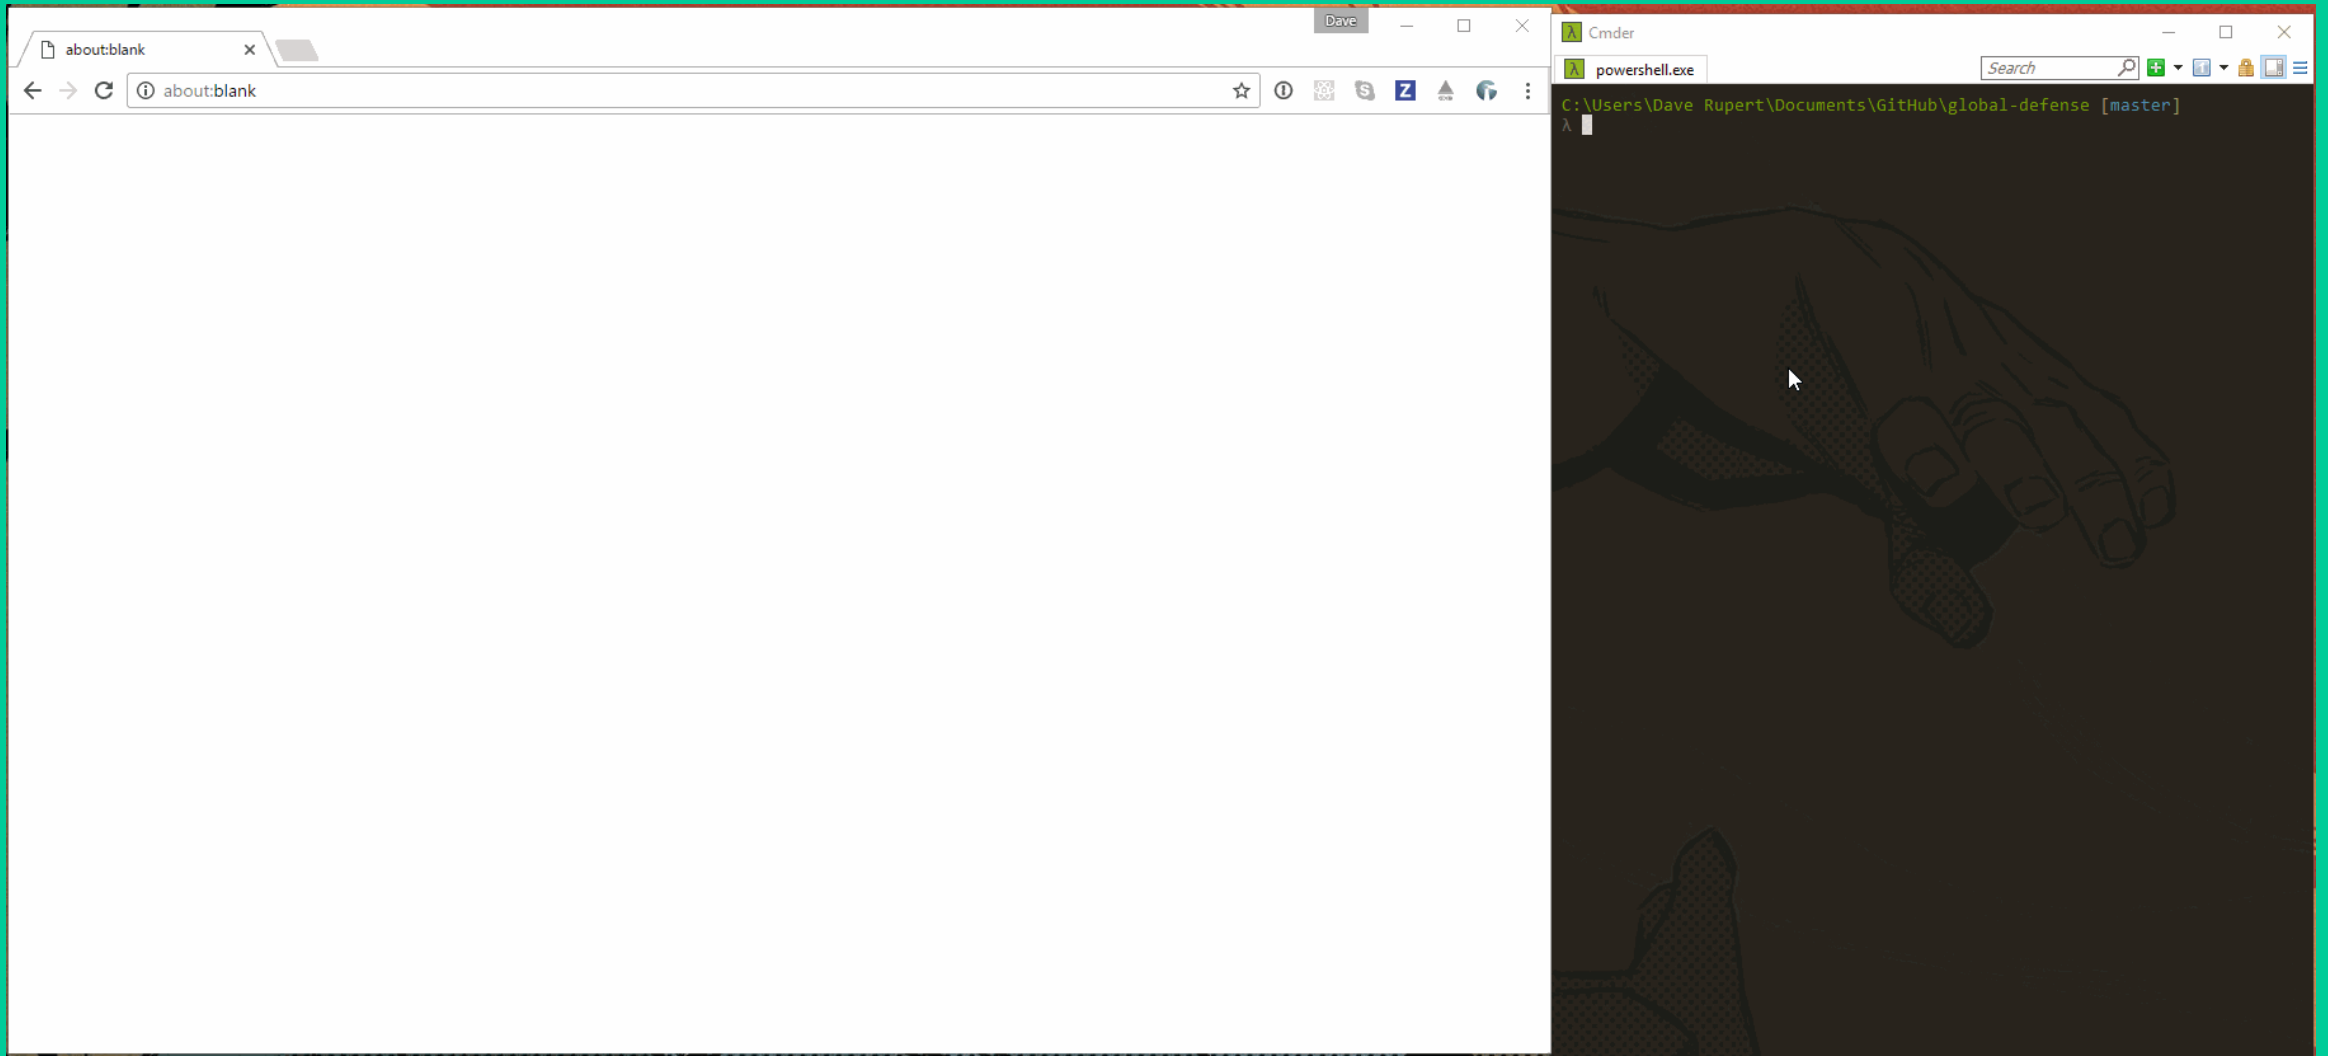 Dave
about:blank
about:blank
Z
λ Cmder
λ powershell.exe
Search
C:\Users\Dave Rupert\Documents\GitHub\global-defense [master]
λ